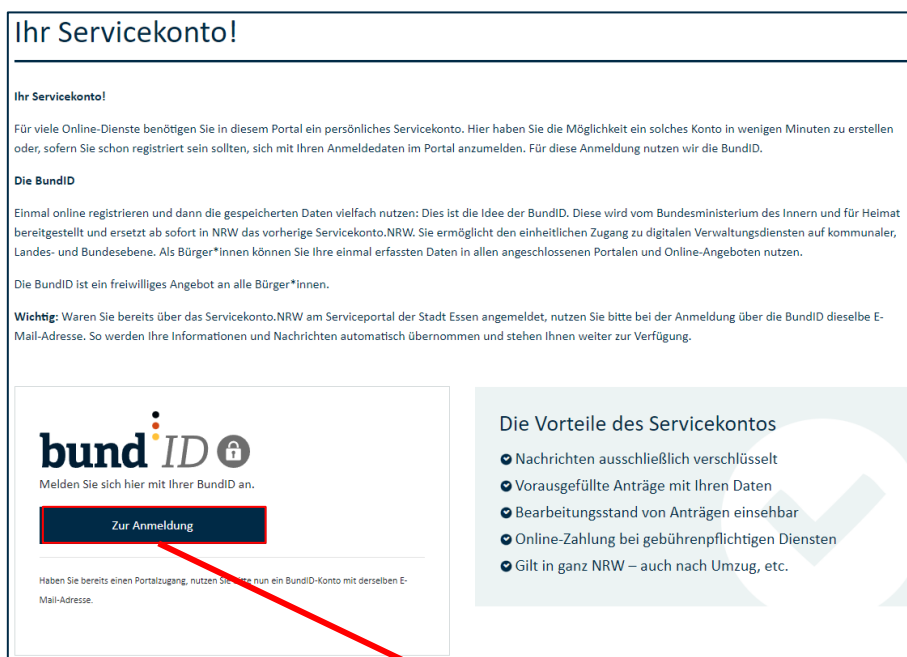 Ihr Servicekonto!
Ihr Servicekonto!
Für viele Online-Dienste benötigen Sie in diesem Portal ein persönliches Servicekonto. Hier haben Sie die Möglichkeit ein solches Konto in wenigen Minuten zu erstellen
oder, sofern Sie schon registriert sein sollten, sich mit Ihren Anmeldedaten im Portal anzumelden. Für diese Anmeldung nutzen wir die BundID.
Die BundID
Einmal online registrieren und dann die gespeicherten Daten vielfach nutzen: Dies ist die Idee der BundID. Diese wird vom Bundesministerium des Innern und für Heimat
bereitgestellt und ersetzt ab sofort in NRW das vorherige Servicekonto.NRW. Sie ermöglicht den einheitlichen Zugang zu digitalen Verwaltungsdiensten auf kommunaler,
Landes- und Bundesebene. Als Bürger*innen können Sie Ihre einmal erfassten Daten in allen angeschlossenen Portalen und Online-Angeboten nutzen.
Die BundID ist ein freiwilliges Angebot an alle Bürger*innen.
Wichtig: Waren Sie bereits über das Servicekonto.NRW am Serviceportal der Stadt Essen angemeldet, nutzen Sie bitte bei der Anmeldung über die BundID dieselbe E-
Mail-Adresse. So werden Ihre Informationen und Nachrichten automatisch übernommen und stehen Ihnen weiter zur Verfügung.
bund ID
Melden Sie sich hier mit Ihrer BundID an.
Zur Anmeldung
Haben Sie bereits einen Portalzugang, nutzen Sie bitte nun ein BundID-Konto mit derselben E-
Mail-Adresse.
Die Vorteile des Servicekontos
Nachrichten ausschließlich verschlüsselt
Vorausgefüllte Anträge mit Ihren Daten
Bearbeitungsstand von Anträgen einsehbar
Online-Zahlung bei gebührenpflichtigen Diensten
Gilt in ganz NRW – auch nach Umzug, etc.